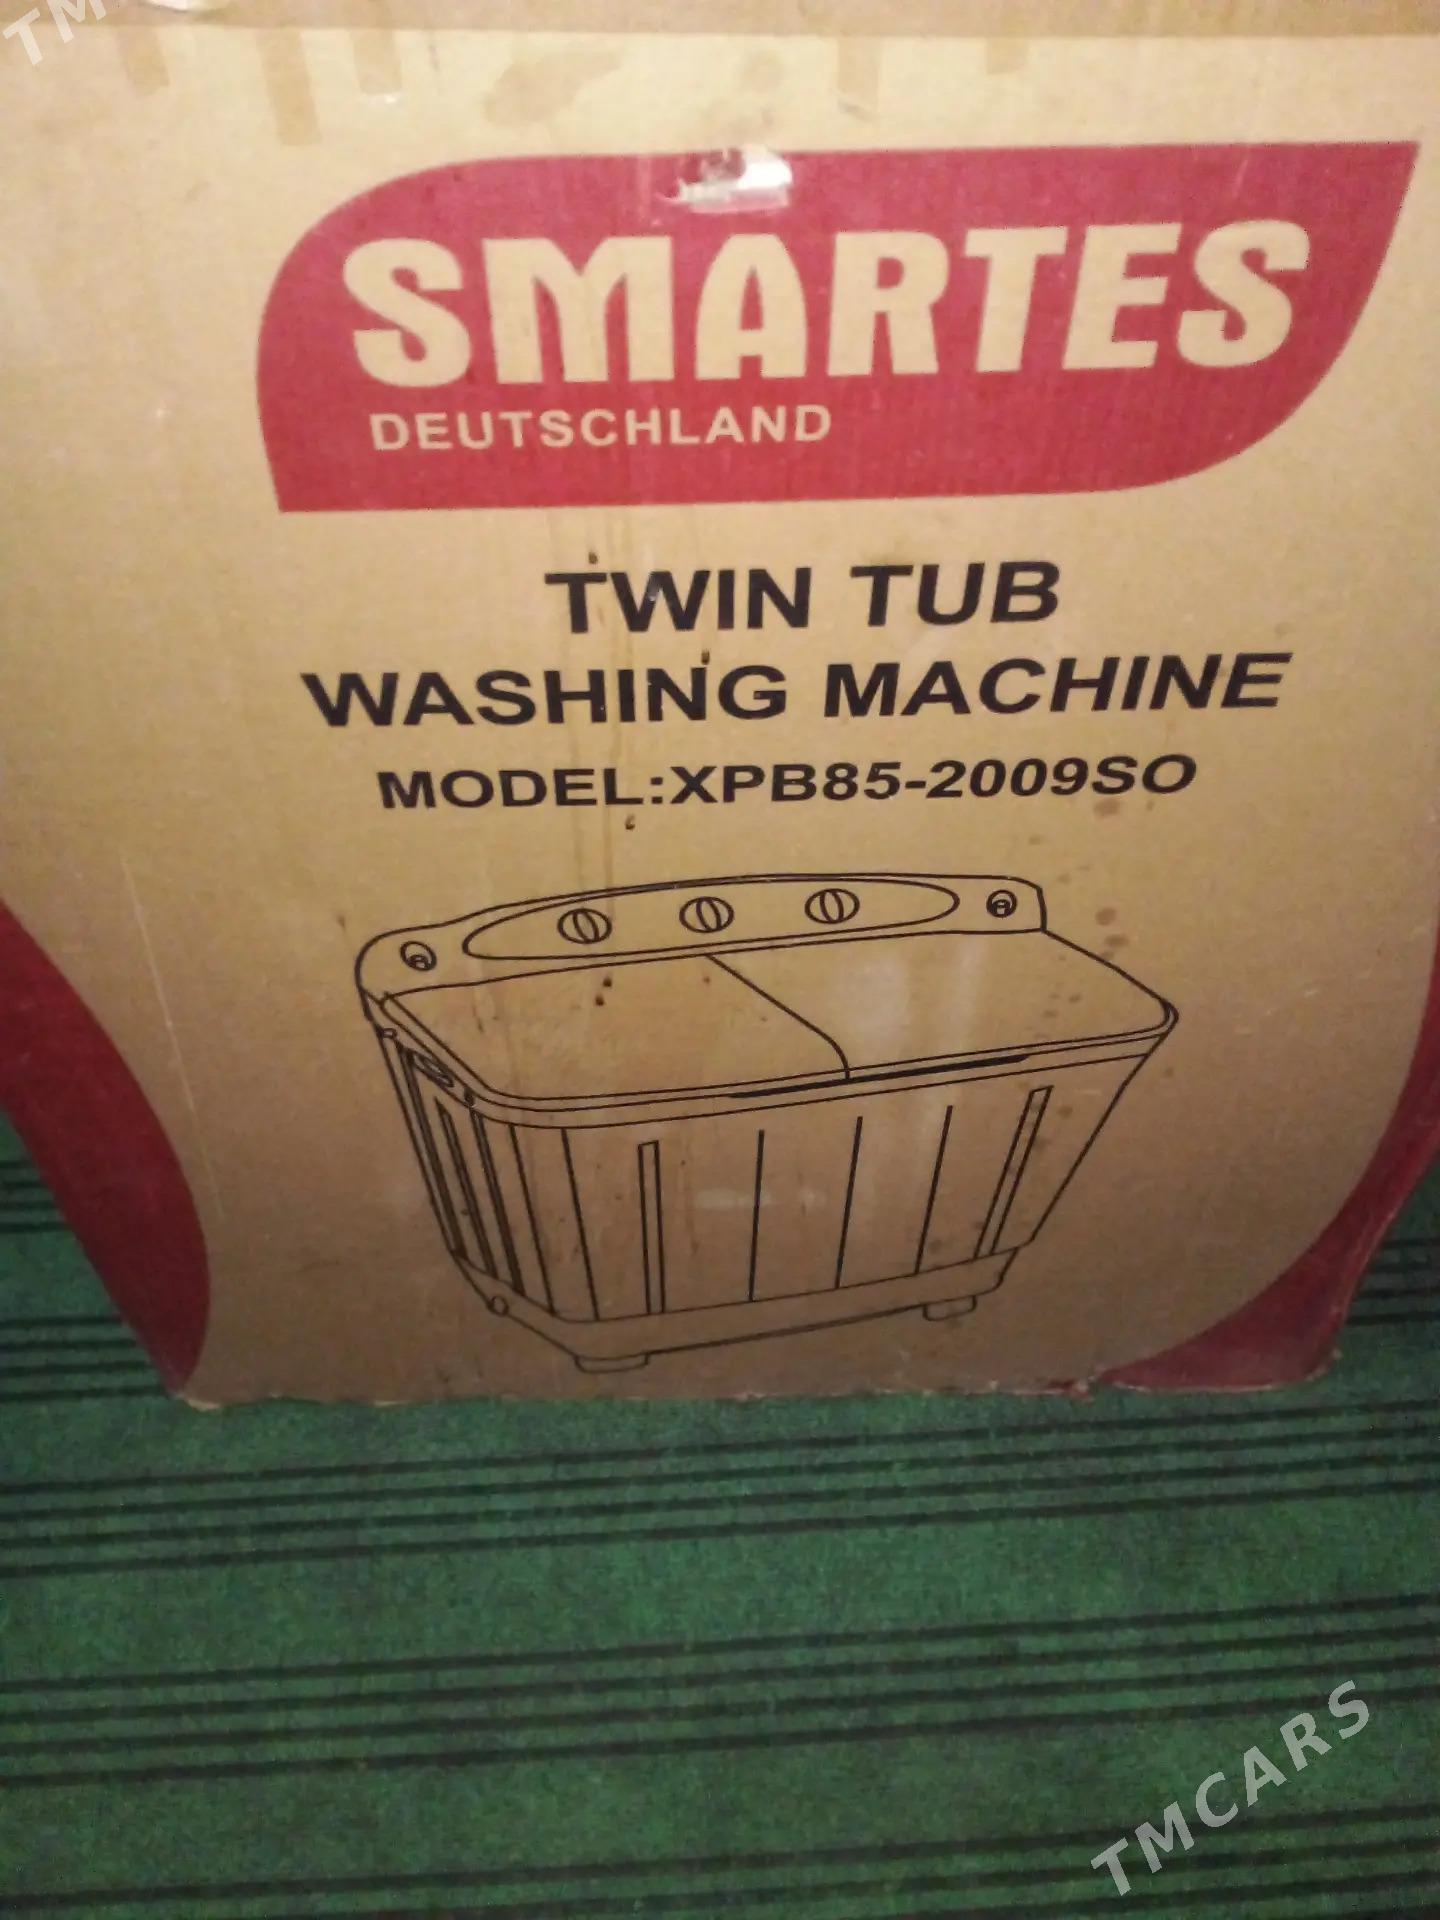 SMARTES
DEUTSCHLAND
TWIN TUB
WASHING MACHINE
MODEL:XPB85-2009SO
TMCARS